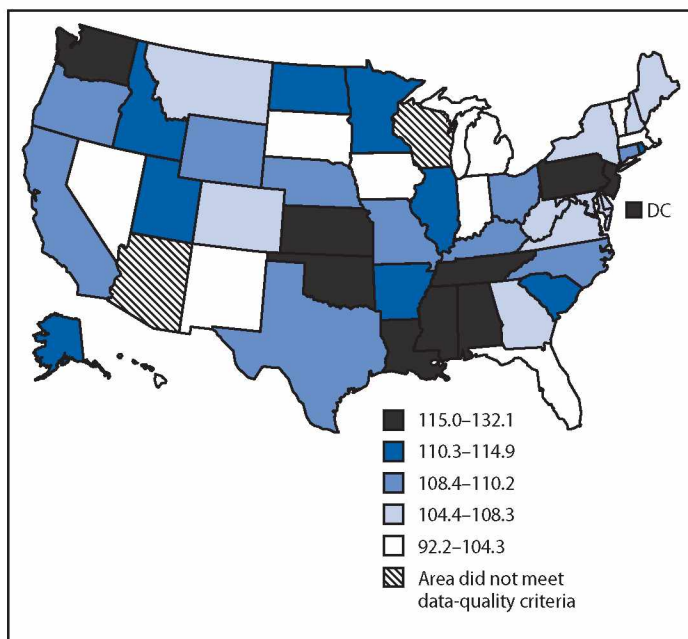 DC
115.0–132.1
110.3–114.9
108.4–110.2
104.4–108.3
92.2–104.3
Area did not meet
data-quality criteria